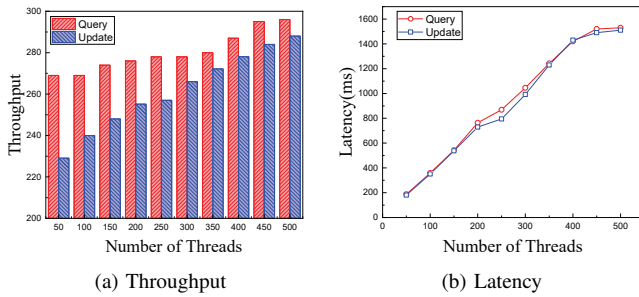 300
280
260
240
220
200
Throughput
Query
Update
50 100 150 200 250 300 350 400 450 500
Number of Threads
(a) Throughput
1600
1400
1200
1000
800
600
400
200
0
Latency(ms)
Query
Update
0 100 200 300 400 500
Number of Threads
(b) Latency